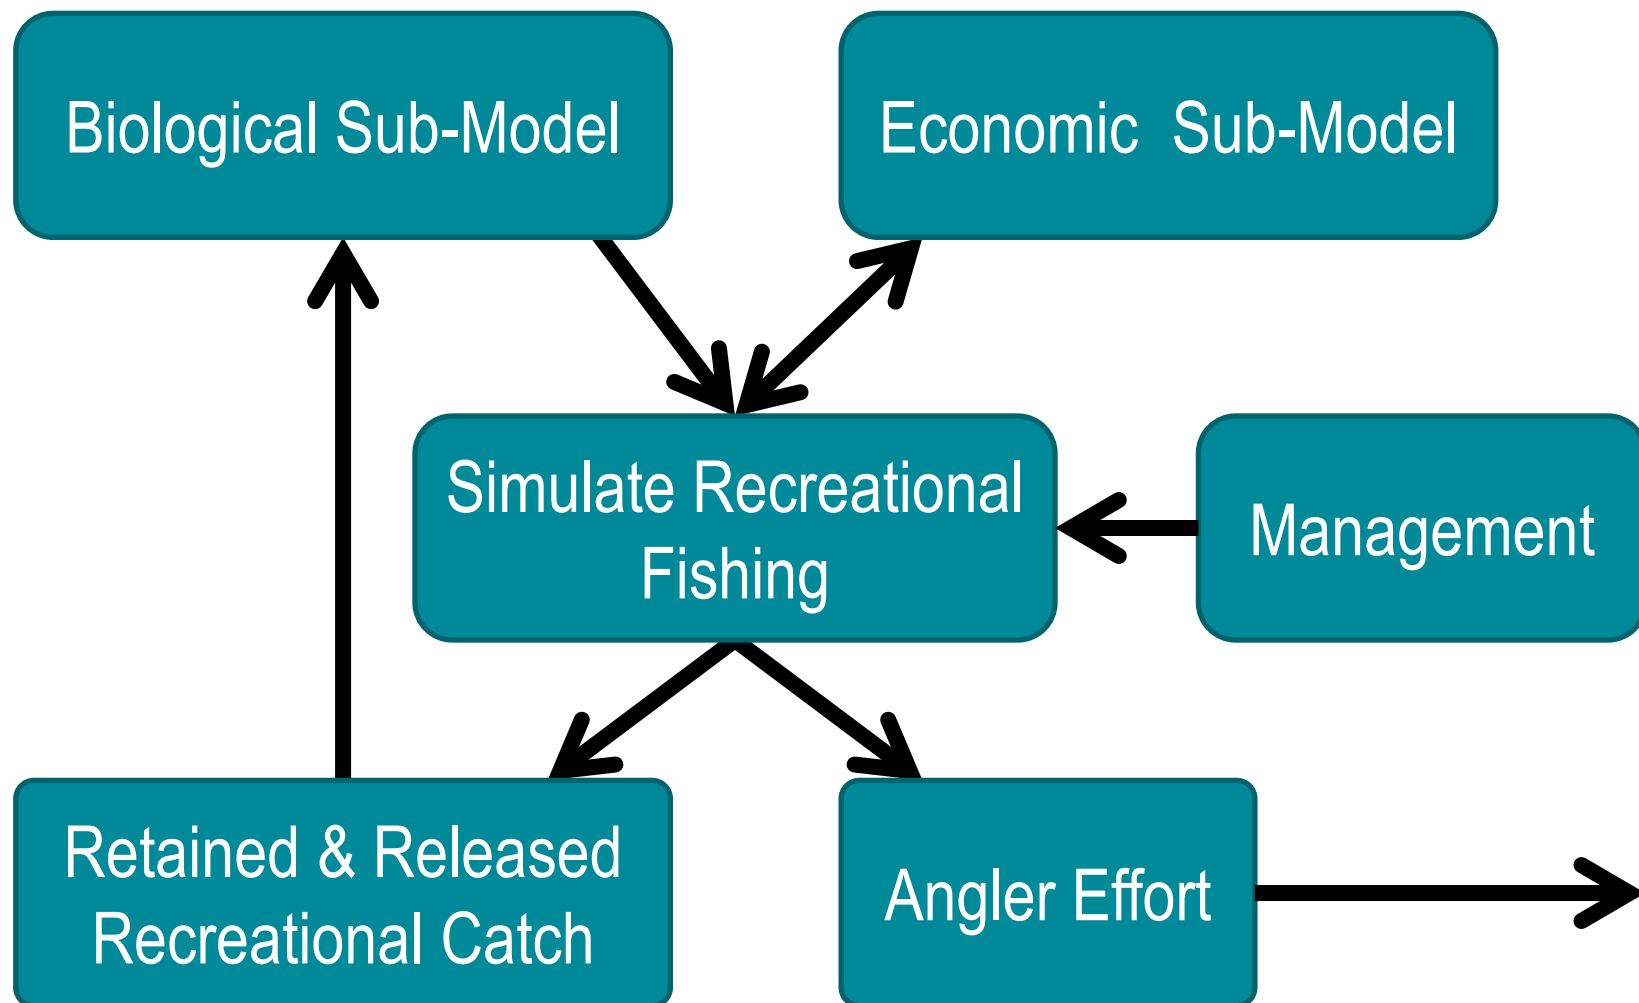 Biological Sub-Model
Economic  Sub-Model
Simulate Recreational
Fishing
Management
Retained & Released
Recreational Catch
Angler Effort